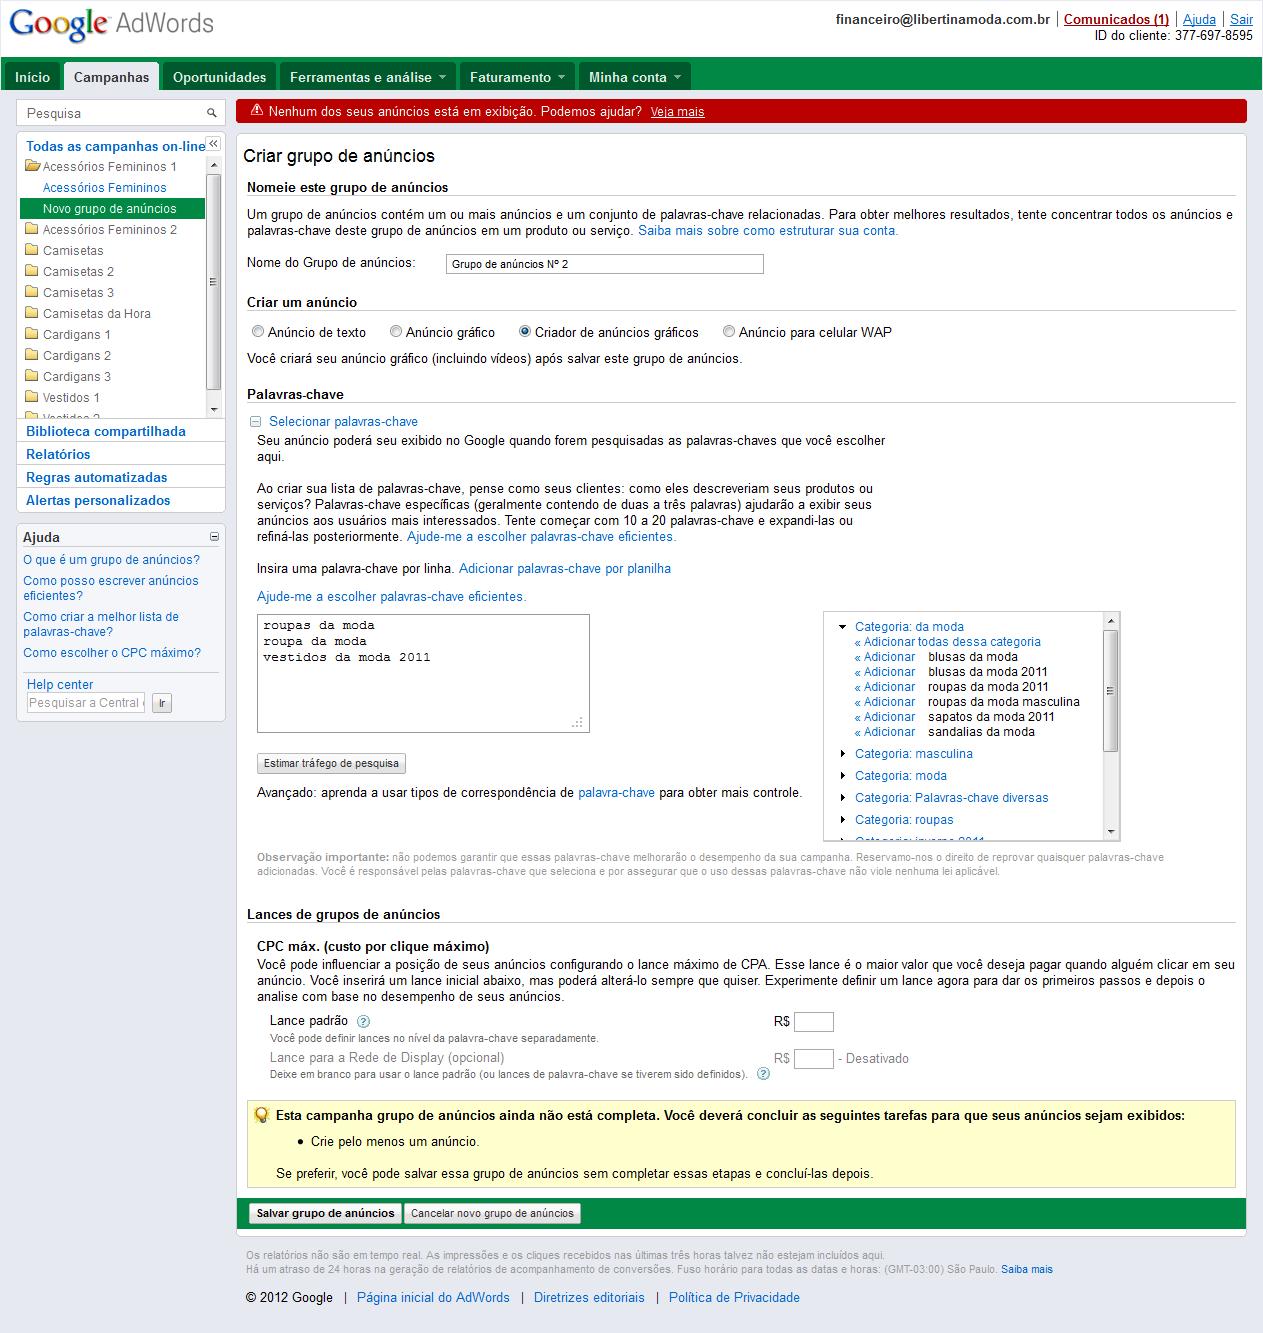 Google AdWords
financeiro@libertinamoda.com.br | Comunicados (1) | Ajuda | Sair
ID do cliente: 377-697-8595
Início Campanhas Oportunidades Ferramentas e análise Faturamento Minha conta
Pesquisa
Nenhum dos seus anúncios está em exibição. Podemos ajudar? Veja mais
Todas as campanhas on-line
Acessórios Femininos 1
Acessórios Femininos
Novo grupo de anúncios
Acessórios Femininos 2
Camisetas
Camisetas 2
Camisetas 3
Camisetas da Hora
Cardigans 1
Cardigans 2
Cardigans 3
Vestidos 1
Vestidos 2
Biblioteca compartilhada
Relatórios
Regras automatizadas
Alertas personalizados
Ajuda
O que é um grupo de anúncios?
Como posso escrever anúncios
eficientes?
Como criar a melhor lista de
palavras-chave?
Como escolher o CPC máximo?
Help center
Pesquisar a Central
Ir
Criar grupo de anúncios
Nomeie este grupo de anúncios
Um grupo de anúncios contém um ou mais anúncios e um conjunto de palavras-chave relacionadas. Para obter melhores resultados, tente concentrar todos os anúncios e
palavras-chave deste grupo de anúncios em um produto ou serviço. Saiba mais sobre como estruturar sua conta.
Nome do Grupo de anúncios: Grupo de anúncios Nº 2
Criar um anúncio
Anúncio de texto Anúncio gráfico Criador de anúncios gráficos Anúncio para celular WAP
Você criará seu anúncio gráfico (incluindo vídeos) após salvar este grupo de anúncios.
Palavras-chave
Selecionar palavras-chave
Seu anúncio poderá seu exibido no Google quando forem pesquisadas as palavras-chaves que você escolher
aqui.
Ao criar sua lista de palavras-chave, pense como seus clientes: como eles descreveriam seus produtos ou
serviços? Palavras-chave específicas (geralmente contendo de duas a três palavras) ajudarão a exibir seus
anúncios aos usuários mais interessados. Tente começar com 10 a 20 palavras-chave e expandi-las ou
refiná-las posteriormente. Ajude-me a escolher palavras-chave eficientes.
Insira uma palavra-chave por linha. Adicionar palavras-chave por planilha
Ajude-me a escolher palavras-chave eficientes.
roupas da moda
roupa da moda
vestidos da moda 2011
Categoria: da moda
« Adicionar todas dessa categoria
« Adicionar blusas da moda
« Adicionar blusas da moda 2011
« Adicionar roupas da moda 2011
« Adicionar roupas da moda masculina
« Adicionar sapatos da moda 2011
« Adicionar sandalias da moda
Categoria: masculina
Categoria: moda
Categoria: Palavras-chave diversas
Categoria: roupas
Categoria: inverno 2011
Estimar tráfego de pesquisa
Avançado: aprenda a usar tipos de correspondência de palavra-chave para obter mais controle.
Observação importante: não podemos garantir que essas palavras-chave melhorarão o desempenho da sua campanha. Reservamo-nos o direito de reprovar quaisquer palavras-chave
adicionadas. Você é responsável pelas palavras-chave que seleciona e por assegurar que o uso dessas palavras-chave não viole nenhuma lei aplicável.
Lances de grupos de anúncios
CPC máx. (custo por clique máximo)
Você pode influenciar a posição de seus anúncios configurando o lance máximo de CPA. Esse lance é o maior valor que você deseja pagar quando alguém clicar em seu
anúncio. Você inserirá um lance inicial abaixo, mas poderá alterá-lo sempre que quiser. Experimente definir um lance agora para dar os primeiros passos e depois o
analise com base no desempenho de seus anúncios.
Lance padrão ? R$
Você pode definir lances no nível da palavra-chave separadamente.
Lance para a Rede de Display (opcional) R$ - Desativado
Deixe em branco para usar o lance padrão (ou lances de palavra-chave se tiverem sido definidos). ?
Esta campanha grupo de anúncios ainda não está completa. Você deverá concluir as seguintes tarefas para que seus anúncios sejam exibidos:
• Crie pelo menos um anúncio.
Se preferir, você pode salvar essa grupo de anúncios sem completar essas etapas e concluí-las depois.
Salvar grupo de anúncios Cancelar novo grupo de anúncios
Os relatórios não são em tempo real. As impressões e os cliques recebidos nas últimas três horas talvez não estejam incluídos aqui.
Há um atraso de 24 horas na geração de relatórios de acompanhamento de conversões. Fuso horário para todas as datas e horas: (GMT-03:00) São Paulo. Saiba mais
© 2012 Google | Página inicial do AdWords | Diretrizes editoriais | Política de Privacidade